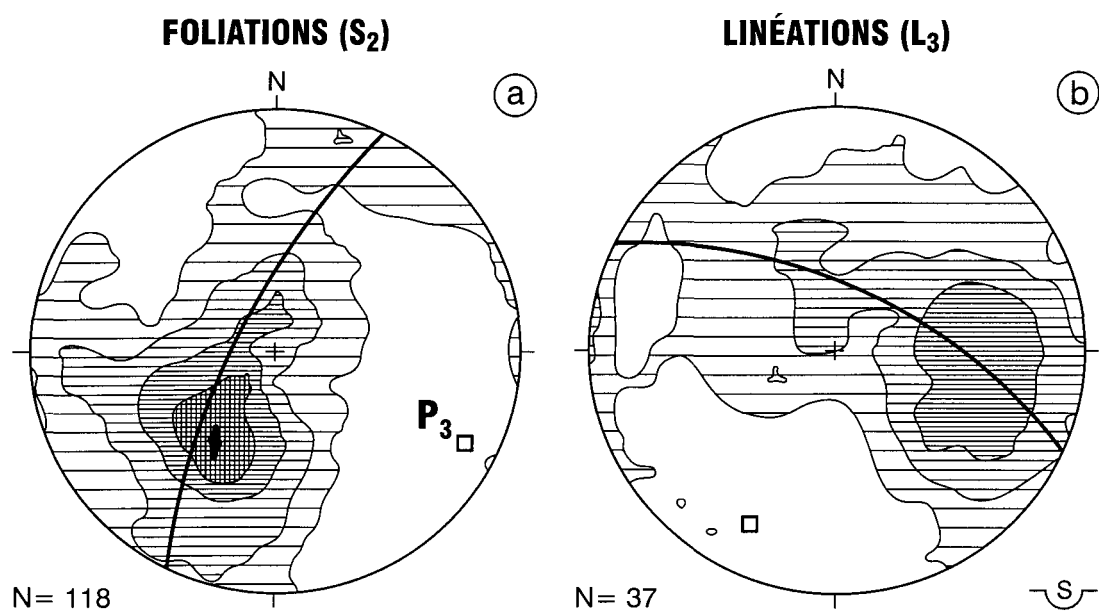 FOLIATIONS (S₂)
LINÉATIONS (L₃)
N
a
N
b
P₃
N= 118
N= 37
S